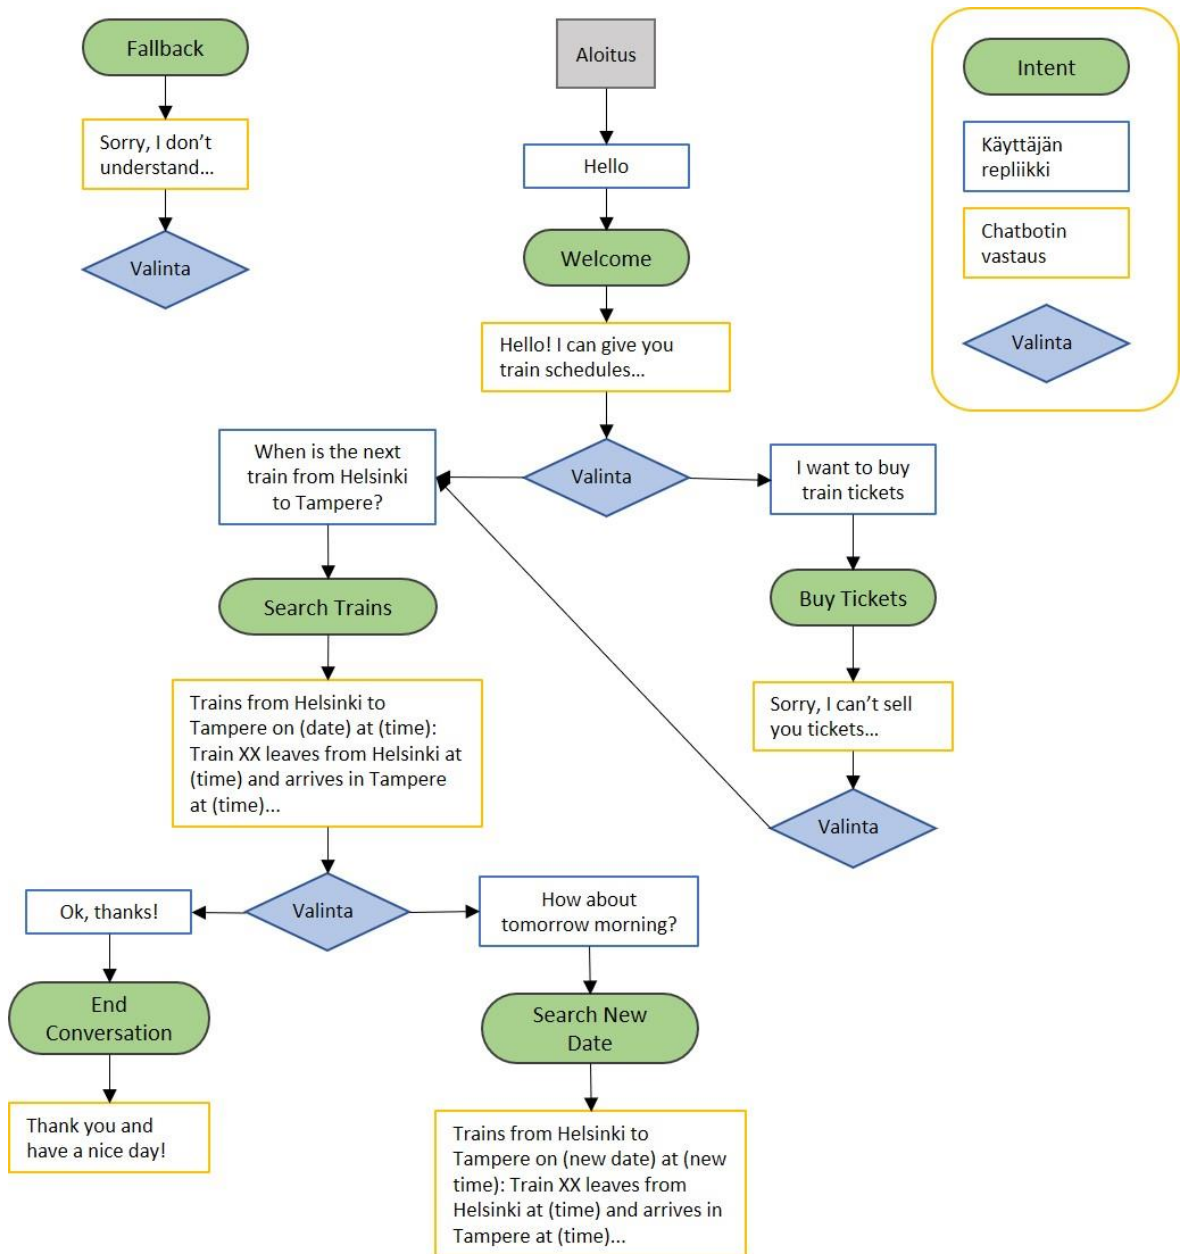 Fallback
Sorry, I don't
understand...
Valinta
Aloitus
Hello
Welcome
Hello! I can give you
train schedules...
Valinta
Intent
Käyttäjän
repliikki
Chatbotin
vastaus
Valinta
When is the next
train from Helsinki
to Tampere?
I want to buy
train tickets
Search Trains
Buy Tickets
Trains from Helsinki to
Tampere on (date) at (time):
Train XX leaves from Helsinki at
(time) and arrives in Tampere
at (time)...
Sorry, I can't sell
you tickets...
Valinta
Ok, thanks!
Valinta
How about
tomorrow morning?
End
Conversation
Search New
Date
Thank you and
have a nice day!
Trains from Helsinki to
Tampere on (new date) at (new
time): Train XX leaves from
Helsinki at (time) and arrives in
Tampere at (time)...